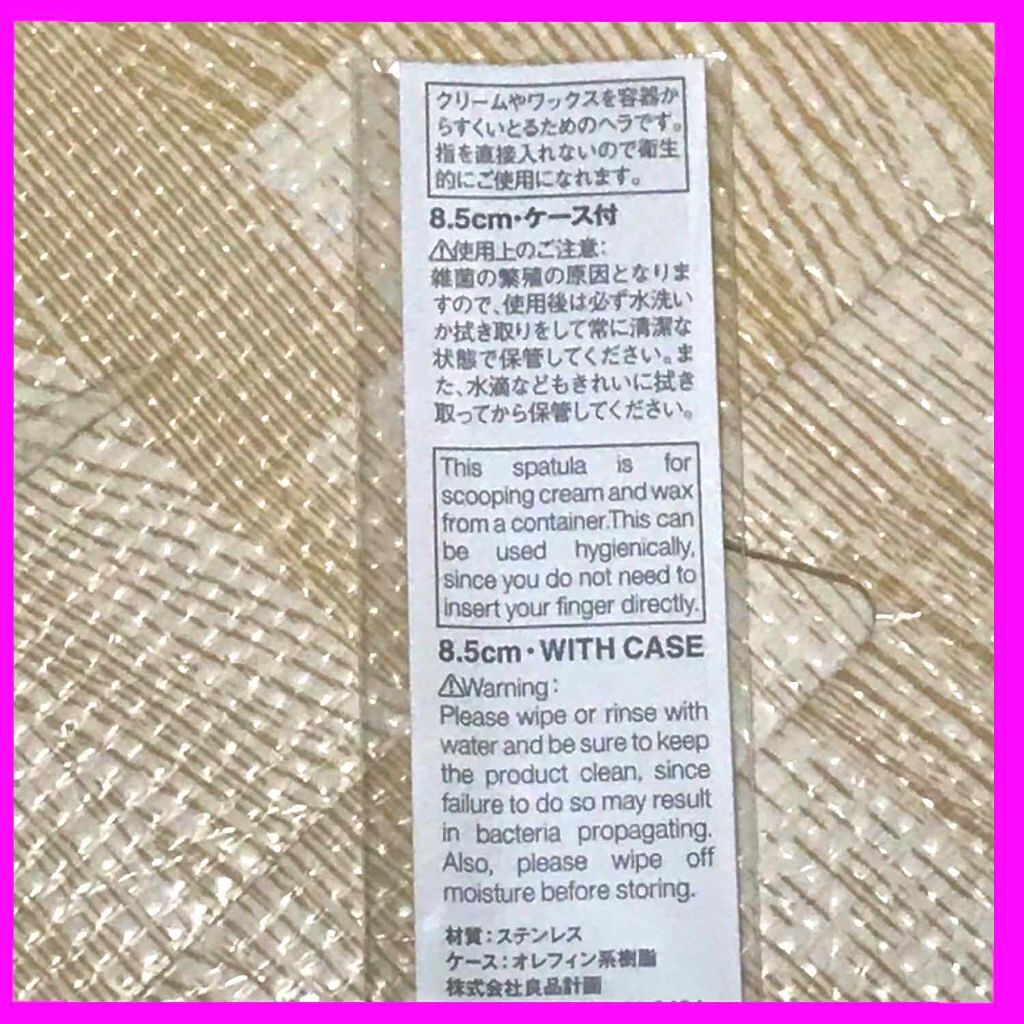 クリームやワックスを容器か
らすくいとるためのヘラです。
指を直接入れないので衛生
的にご使用になれます。
8.5cm・ケース付
⚠使用上のご注意:
雑菌の繁殖の原因となりま
すので、使用後は必ず水洗い
か拭き取りをして常に清潔な
状態で保管してください。ま
た、水滴などもきれいに拭き
取ってから保管してください。
This spatula is for
scooping cream and wax
from a container.This can
be used hygienically,
since you do not need to
insert your finger directly.
8.5cm・WITH CASE
⚠Warning:
Please wipe or rinse with
water and be sure to keep
the product clean, since
failure to do so may result
in bacteria propagating.
Also, please wipe off
moisture before storing.
材質:ステンレス
ケース:オレフィン系樹脂
株式会社良品計画